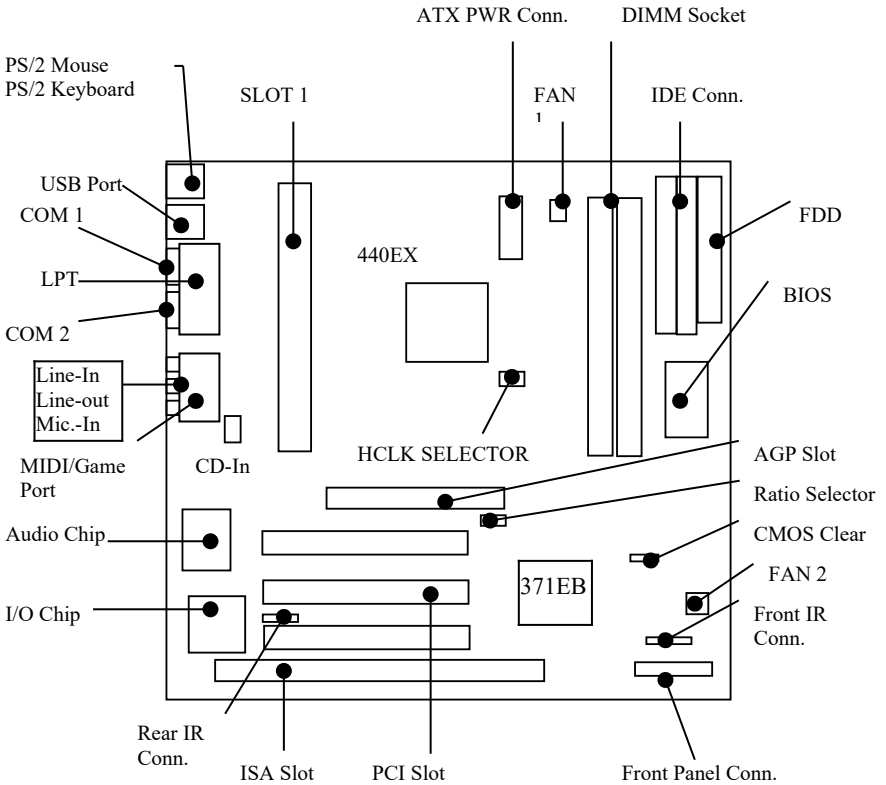 ATX PWR Conn.
DIMM Socket
PS/2 Mouse
PS/2 Keyboard
SLOT 1
FAN
1
IDE Conn.
USB Port
COM 1
FDD
440EX
LPT
BIOS
COM 2
Line-In
Line-out
Mic.-In
HCLK SELECTOR
AGP Slot
MIDI/Game
Port
CD-In
Ratio Selector
Audio Chip
CMOS Clear
371EB
FAN 2
I/O Chip
Front IR
Conn.
Rear IR
Conn.
ISA Slot
PCI Slot
Front Panel Conn.